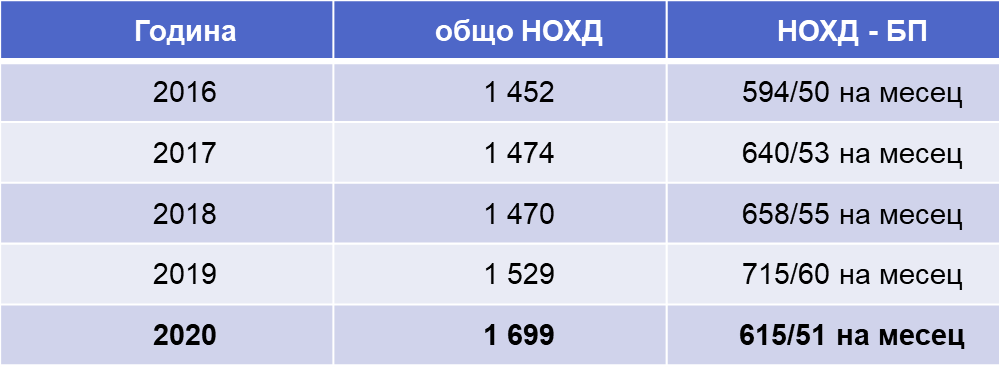 Година общо НОХД НОХД - БП
2016 1 452 594/50 на месец
2017 1 474 640/53 на месец
2018 1 470 658/55 на месец
2019 1 529 715/60 на месец
2020 1 699 615/51 на месец